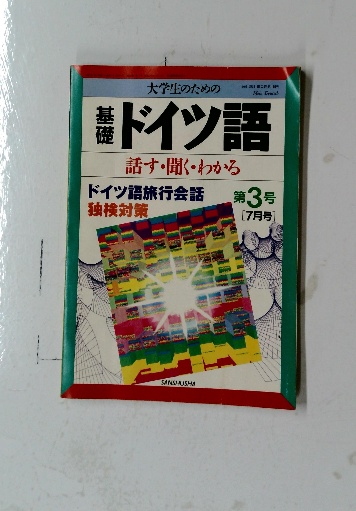 大学生のための
基礎ドイツ語
話す・聞く・わかる
ドイツ語旅行会話
独検対策
第3号
[7月号]
SANSHUSHA